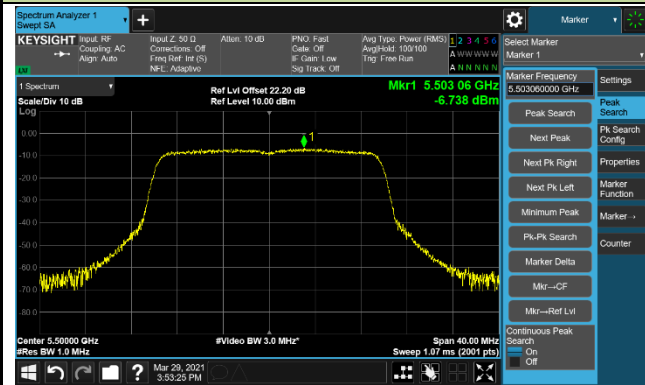 Spectrum Analyzer 1
Swept SA
Marker
KEYSIGHT
Input: RF
Coupling: AC
Align: Auto
Input Z: 50 Ω
Corrections: Off
Freq Ref: Int (S)
NFE: Adaptive
Atten: 10 dB
PNO: Fast
Gate: Off
IF Gain: Low
Sig Track: Off
Avg Type: Power (RMS)
Avg|Hold: 100/100
Trig: Free Run
1 2 3 4 5 6
A W W W W W
A N N N N N
Select Marker
Marker 1
1 Spectrum
Scale/Div 10 dB
Log
Ref Lvl Offset 22.20 dB
Ref Level 10.00 dBm
Mkr1 5.503 06 GHz
-6.738 dBm
1
0.00
-10.0
-20.0
-30.0
-40.0
-50.0
-60.0
-70.0
-80.0
Center 5.50000 GHz
#Res BW 1.0 MHz
#Video BW 3.0 MHz*
Span 40.00 MHz
Sweep 1.07 ms (2001 pts)
Marker Frequency
5.503060000 GHz
Peak Search
Next Peak
Next Pk Right
Next Pk Left
Minimum Peak
Pk-Pk Search
Marker Delta
Mkr→CF
Mkr→Ref Lvl
Continuous Peak
Search
On
Off
Settings
Peak
Search
Pk Search
Config
Properties
Marker
Function
Marker→
Counter
?
Mar 29, 2021
3:53:25 PM